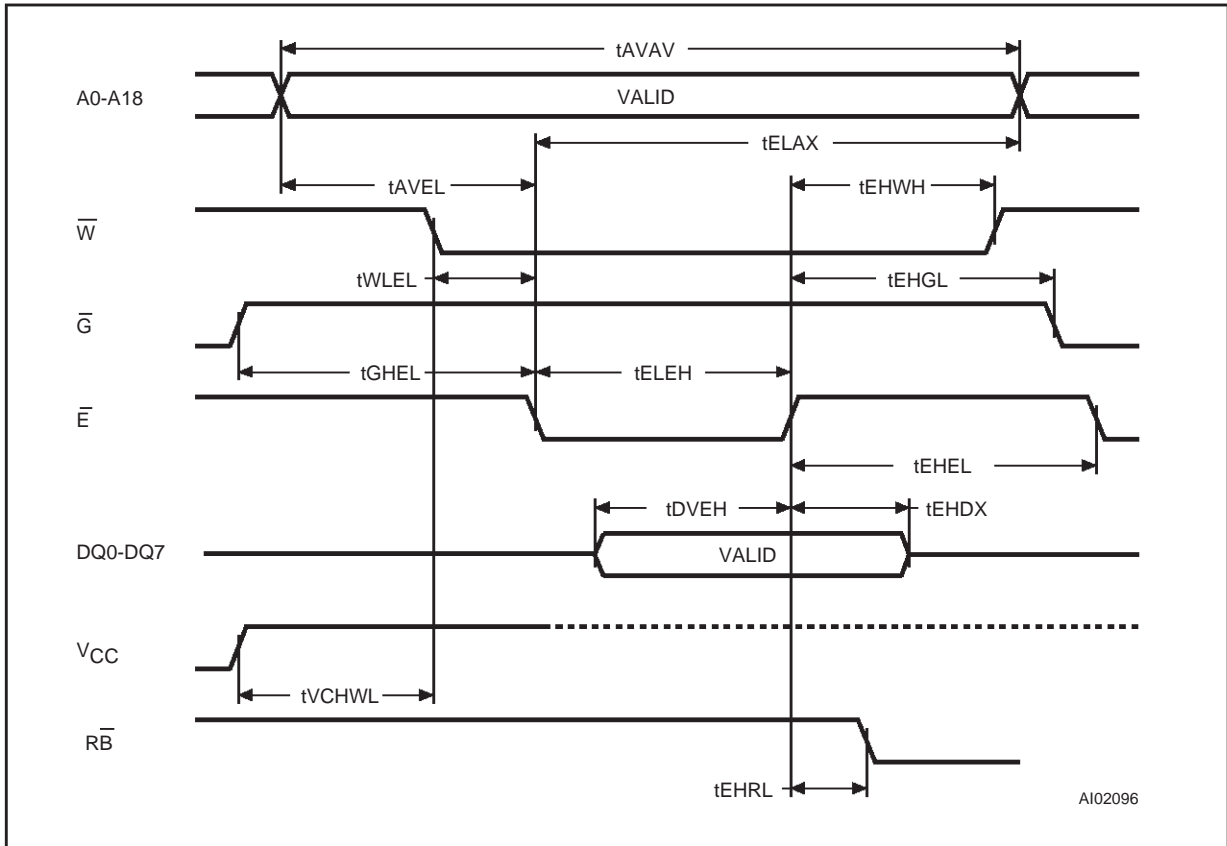 tAVAV
A0-A18
VALID
tELAX
tAVEL
tEHWH
W̅
tWLEL
tEHGL
G̅
tGHEL
tELEH
E̅
tEHEL
tDVEH
tEHDX
DQ0-DQ7
VALID
VCC
tVCHWL
RB̅
tEHRL
AI02096